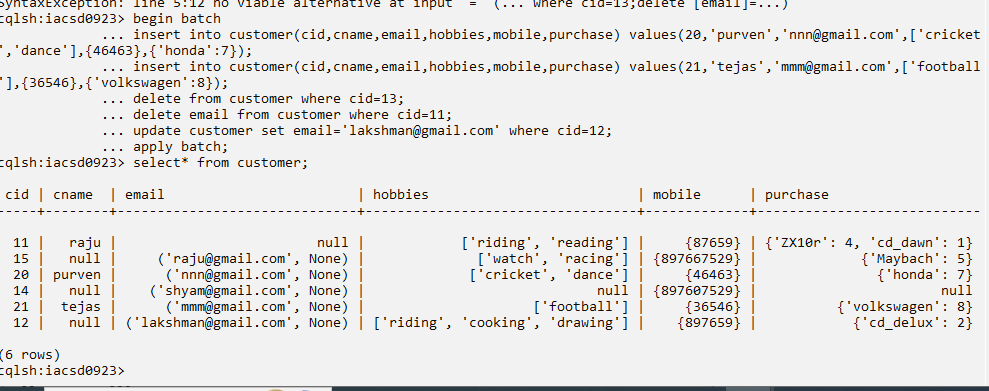 SyntaxException: line 5:12 no viable alternative at input '=' (... where cid=13;delete [email]=...)
cqlsh:iacsd0923> begin batch
... insert into customer(cid,cname,email,hobbies,mobile,purchase) values(20,'purven','nnn@gmail.com',['cricket
','dance'],{46463},{'honda':7});
... insert into customer(cid,cname,email,hobbies,mobile,purchase) values(21,'tejas','mmm@gmail.com',['football
'],{36546},{'volkswagen':8});
... delete from customer where cid=13;
... delete email from customer where cid=11;
... update customer set email='lakshman@gmail.com' where cid=12;
... apply batch;
cqlsh:iacsd0923> select* from customer;
cid | cname | email | hobbies | mobile | purchase
-----+--------+--------------------------------+----------------------------------+-------------+-----------------------------
11 | raju | null | ['riding', 'reading'] | {87659} | {'ZX10r': 4, 'cd_dawn': 1}
15 | null | ('raju@gmail.com', None) | ['watch', 'racing'] | {897667529} | {'Maybach': 5}
20 | purven | ('nnn@gmail.com', None) | ['cricket', 'dance'] | {46463} | {'honda': 7}
14 | null | ('shyam@gmail.com', None) | null | {897607529} | null
21 | tejas | ('mmm@gmail.com', None) | ['football'] | {36546} | {'volkswagen': 8}
12 | null | ('lakshman@gmail.com', None) | ['riding', 'cooking', 'drawing'] | {897659} | {'cd_delux': 2}
(6 rows)
cqlsh:iacsd0923>